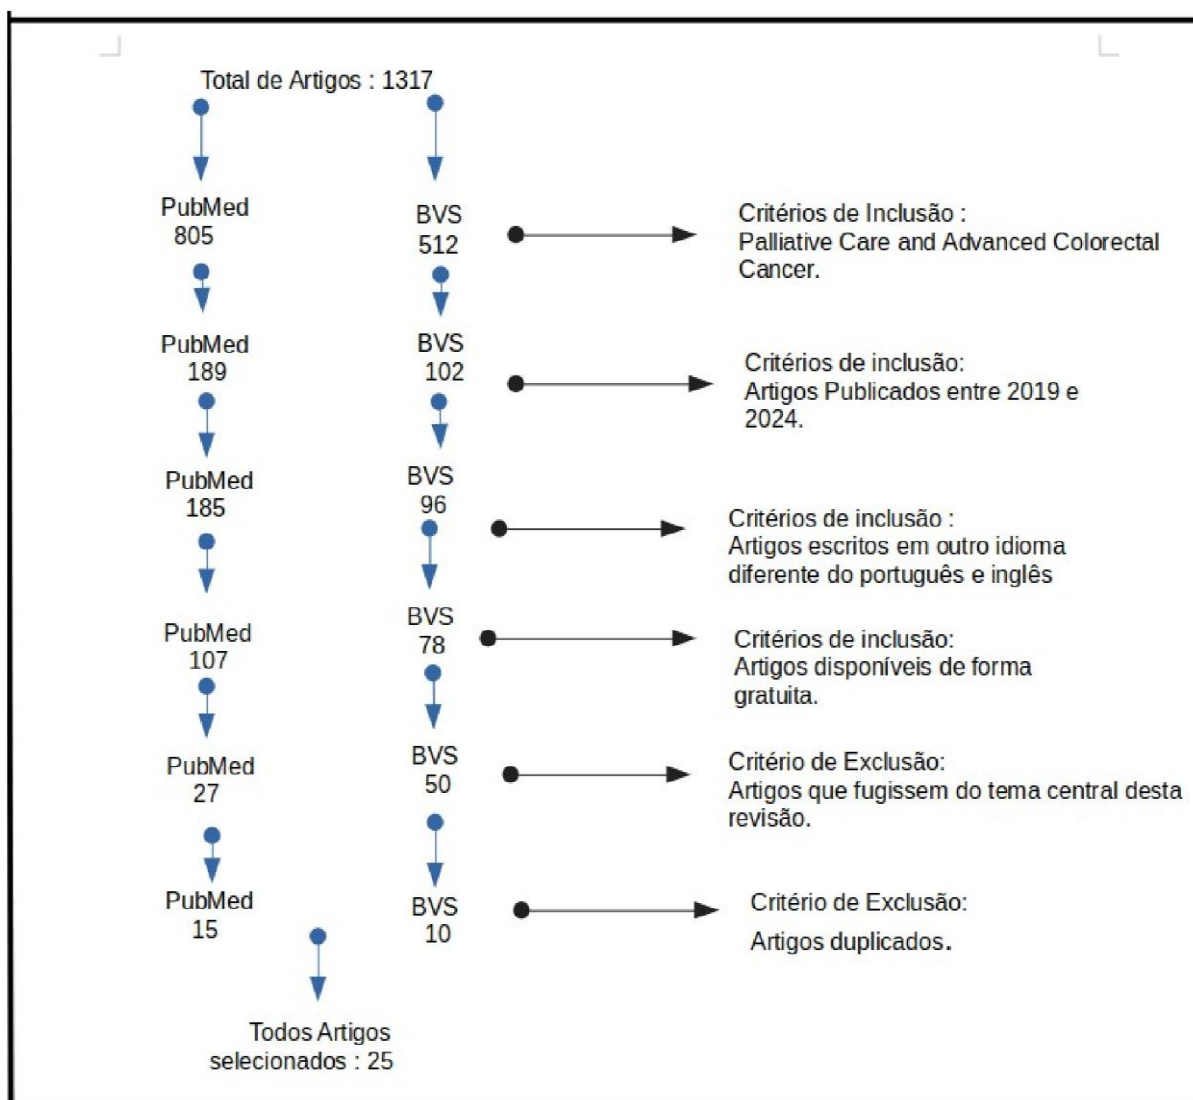 Total de Artigos : 1317
PubMed
805
BVS
512
Critérios de Inclusão :
Palliative Care and Advanced Colorectal
Cancer.
PubMed
189
BVS
102
Critérios de inclusão:
Artigos Publicados entre 2019 e
2024.
PubMed
185
BVS
96
Critérios de inclusão :
Artigos escritos em outro idioma
diferente do português e inglês
PubMed
107
BVS
78
Critérios de inclusão:
Artigos disponíveis de forma
gratuita.
PubMed
27
BVS
50
Critério de Exclusão:
Artigos que fugissem do tema central desta
revisão.
PubMed
15
BVS
10
Critério de Exclusão:
Artigos duplicados.
Todos Artigos
selecionados : 25